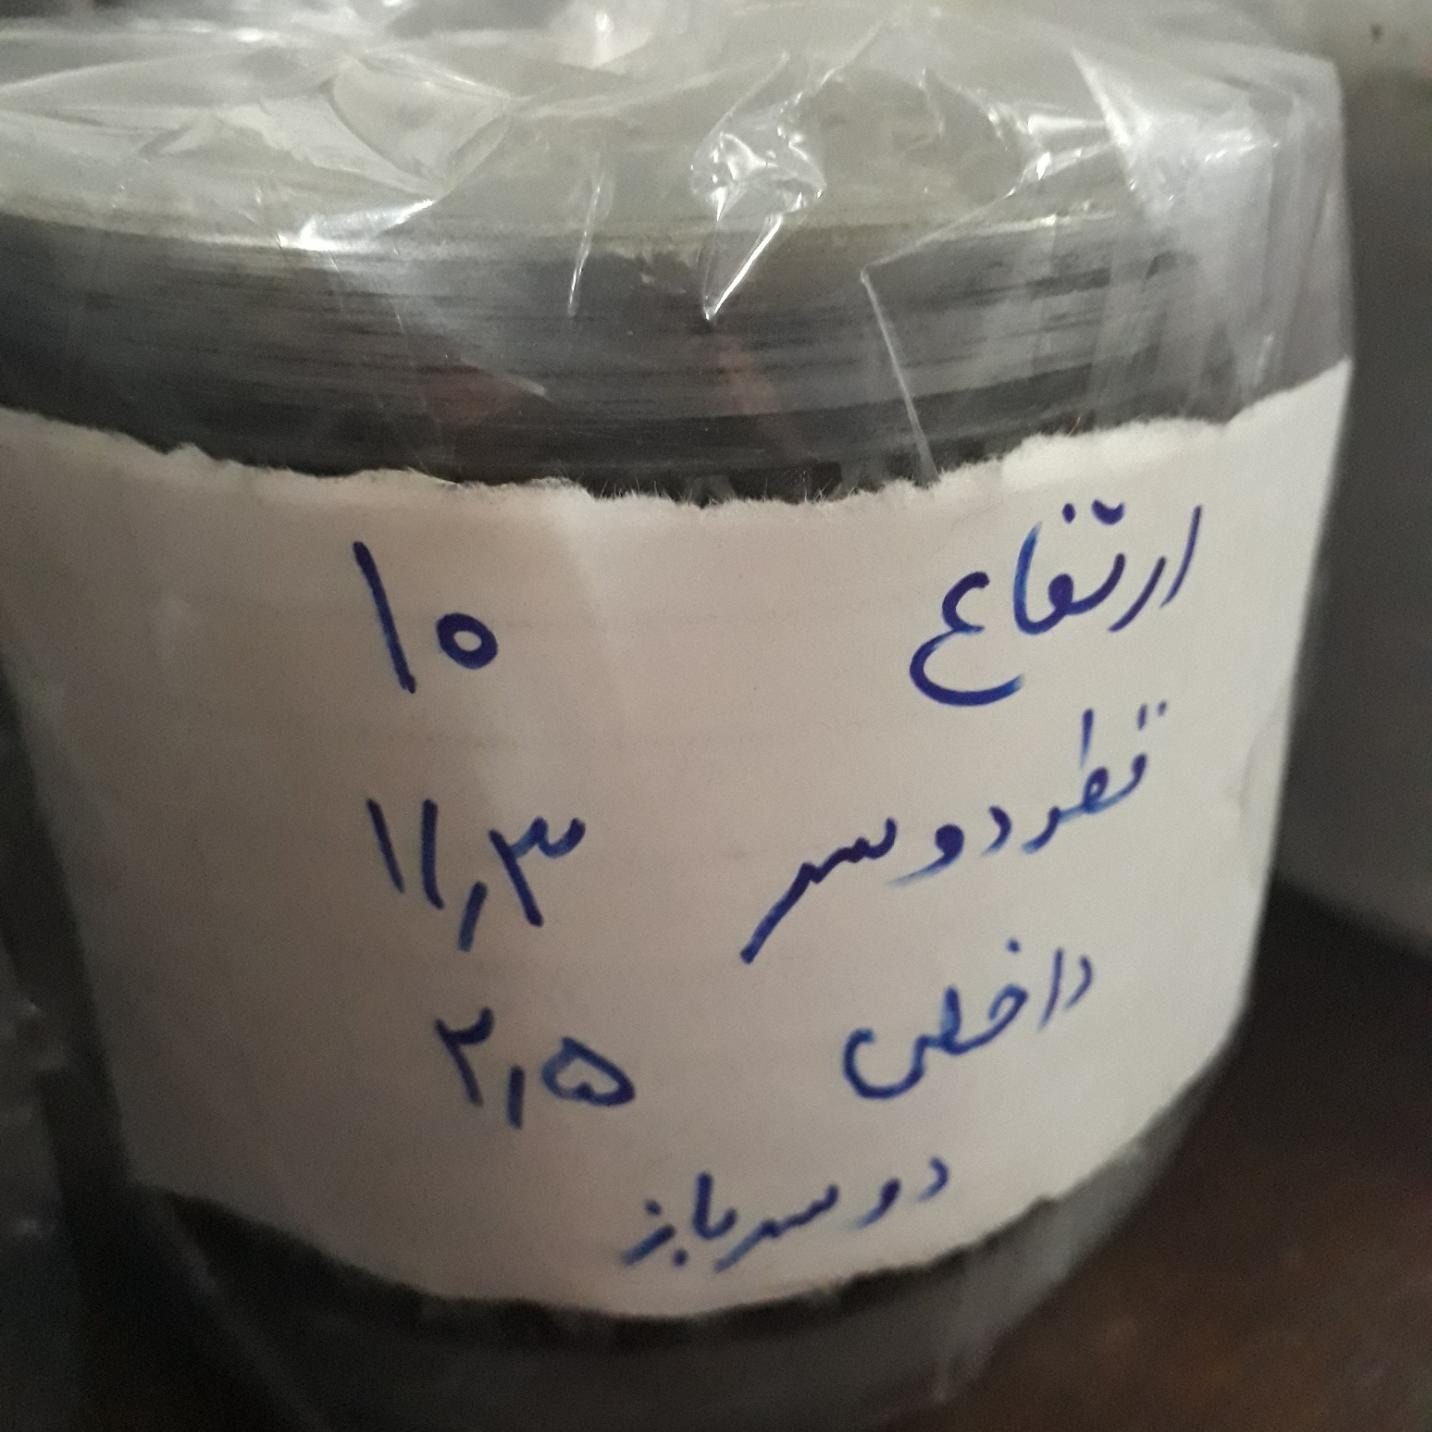 ارتفاع ۱۰
قطر دو سر ۱۱٫۳
داخلی ۲٫۵
دو سر باز